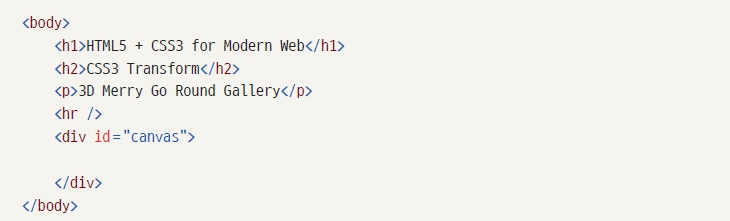 <body>
<h1>HTML5 + CSS3 for Modern Web</h1>
<h2>CSS3 Transform</h2>
<p>3D Merry Go Round Gallery</p>
<hr />
<div id="canvas">
</div>
</body>